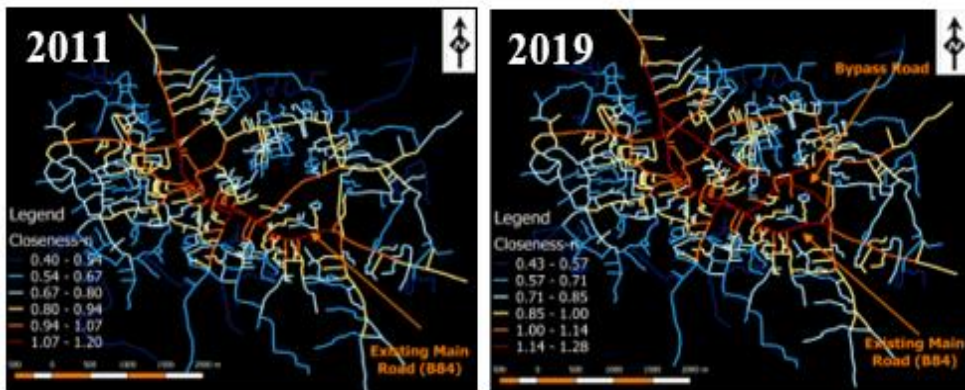 2011
N
Legend
Closeness-n
0.40 - 0.54
0.54 - 0.67
0.67 - 0.80
0.80 - 0.94
0.94 - 1.07
1.07 - 1.20
Existing Main
Road (B84)
2019
N
Bypass Road
Legend
Closeness-n
0.43 - 0.57
0.57 - 0.71
0.71 - 0.85
0.85 - 1.00
1.00 - 1.14
1.14 - 1.28
Existing Main
Road (B84)